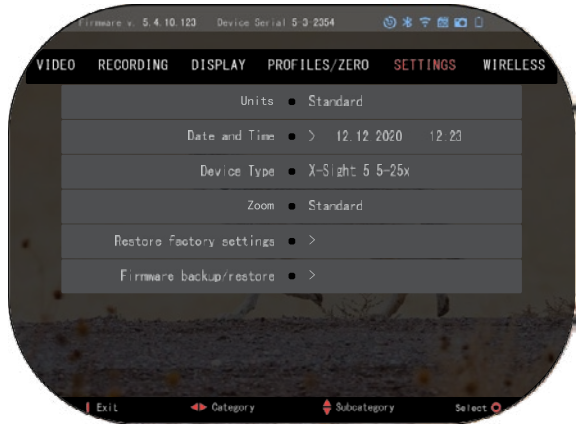 Firmware v. 5.4.10.123 Device Serial 5-3-2354
VIDEO RECORDING DISPLAY PROFILES/ZERO SETTINGS WIRELESS
Units Standard
Date and Time > 12.12.2020 12.23
Device Type X-Sight 5 5-25x
Zoom Standard
Restore factory settings >
Firmware backup/restore >
Exit Category Subcategory Select